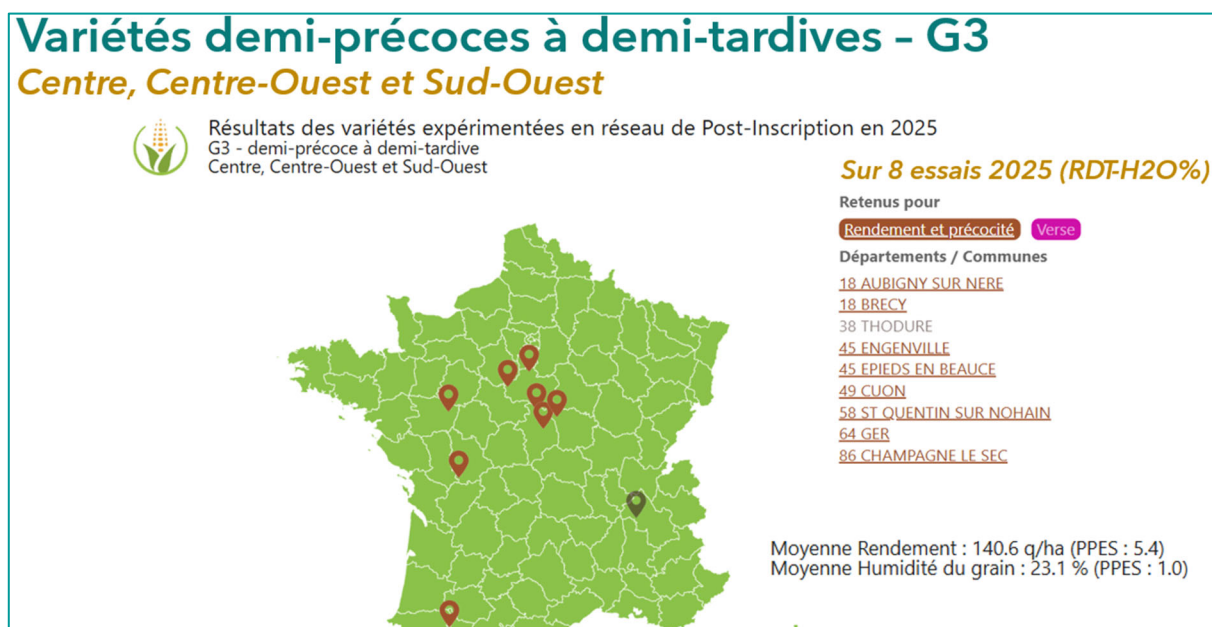 Variétés demi-précoces à demi-tardives – G3
Centre, Centre-Ouest et Sud-Ouest
Résultats des variétés expérimentées en réseau de Post-Inscription en 2025
G3 - demi-précoce à demi-tardive
Centre, Centre-Ouest et Sud-Ouest
Sur 8 essais 2025 (RDT-H2O%)
Retenus pour
Rendement et précocité Verse
Départements / Communes
18 AUBIGNY SUR NERE
18 BRECY
38 THODURE
45 ENGENVILLE
45 EPIEDS EN BEAUCE
49 CUON
58 ST QUENTIN SUR NOHAIN
64 GER
86 CHAMPAGNE LE SEC
Moyenne Rendement : 140.6 q/ha (PPES : 5.4)
Moyenne Humidité du grain : 23.1 % (PPES : 1.0)